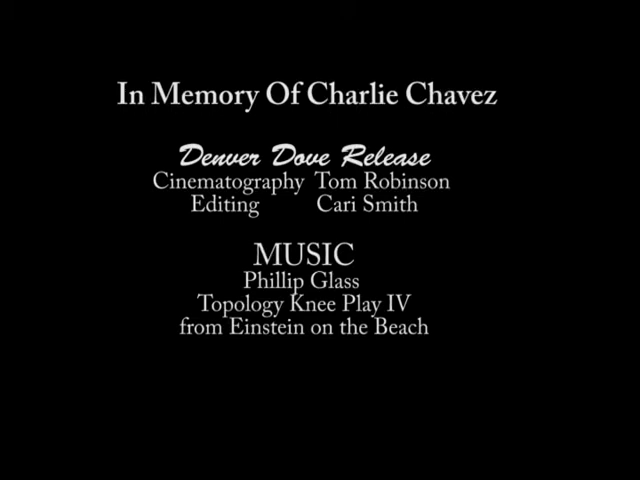 In Memory Of Charlie Chavez
Denver Dove Release
Cinematography Tom Robinson
Editing Cari Smith
MUSIC
Phillip Glass
Topology Knee Play IV
from Einstein on the Beach